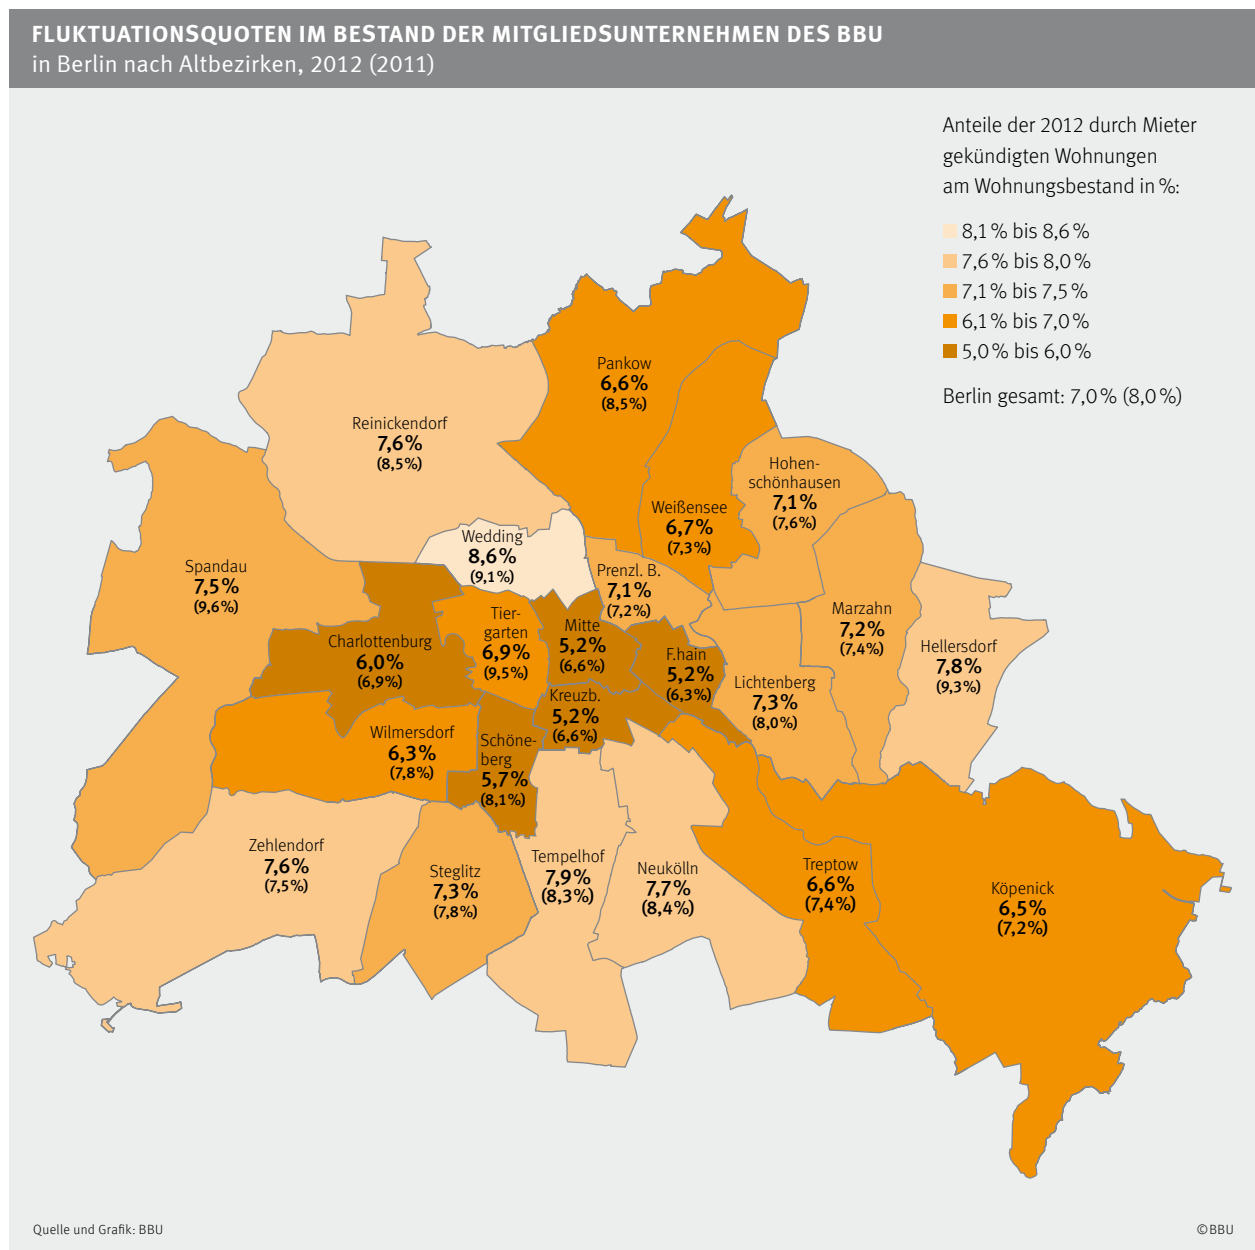 FLUKTUATIONSQUOTEN IM BESTAND DER MITGLIEDSUNTERNEHMEN DES BBU
in Berlin nach Altbezirken, 2012 (2011)
Anteile der 2012 durch Mieter
gekündigten Wohnungen
am Wohnungsbestand in %:
8,1 % bis 8,6 %
7,6 % bis 8,0 %
7,1 % bis 7,5 %
6,1 % bis 7,0 %
5,0 % bis 6,0 %
Berlin gesamt: 7,0 % (8,0 %)
Pankow
6,6 %
(8,5 %)
Reinickendorf
7,6 %
(8,5 %)
Hohen-
schönhausen
7,1 %
(7,6 %)
Weißensee
6,7 %
(7,3 %)
Wedding
8,6 %
(9,1 %)
Spandau
7,5 %
(9,6 %)
Prenzl. B.
7,1 %
(7,2 %)
Tier-
garten
6,9 %
(9,5 %)
Mitte
5,2 %
(6,6 %)
Marzahn
7,2 %
(7,4 %)
Hellersdorf
7,8 %
(9,3 %)
Charlottenburg
6,0 %
(6,9 %)
F.hain
5,2 %
(6,3 %)
Lichtenberg
7,3 %
(8,0 %)
Kreuzb.
5,2 %
(6,6 %)
Wilmersdorf
6,3 %
(7,8 %)
Schöne-
berg
5,7 %
(8,1 %)
Zehlendorf
7,6 %
(7,5 %)
Steglitz
7,3 %
(7,8 %)
Tempelhof
7,9 %
(8,3 %)
Neukölln
7,7 %
(8,4 %)
Treptow
6,6 %
(7,4 %)
Köpenick
6,5 %
(7,2 %)
Quelle und Grafik: BBU
© BBU